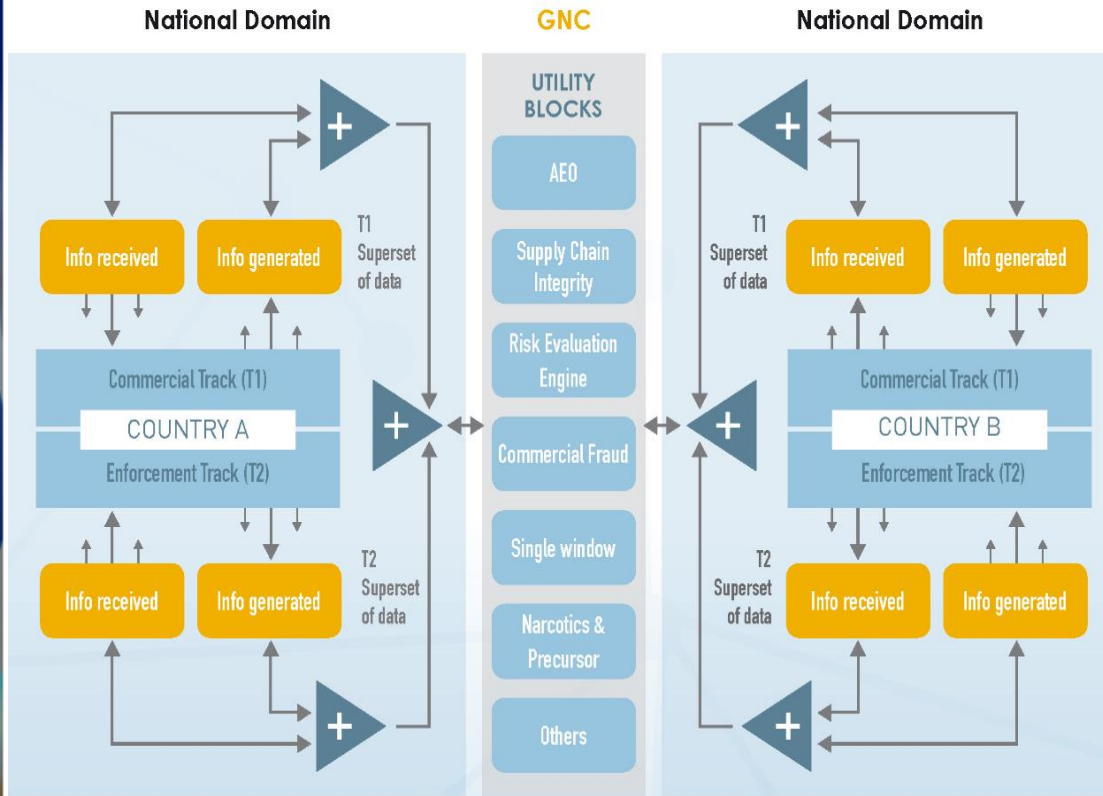 National Domain
GNC
National Domain
UTILITY
BLOCKS
AEO
Supply Chain
Integrity
Risk Evaluation
Engine
Commercial Fraud
Single window
Narcotics &
Precursor
Others
+
T1
Superset
of data
Info received
Info generated
Commercial Track (T1)
COUNTRY A
Enforcement Track (T2)
+
Info received
Info generated
T2
Superset
of data
+
+
T1
Superset
of data
Info received
Info generated
+
Commercial Track (T1)
COUNTRY B
Enforcement Track (T2)
T2
Superset
of data
Info received
Info generated
+